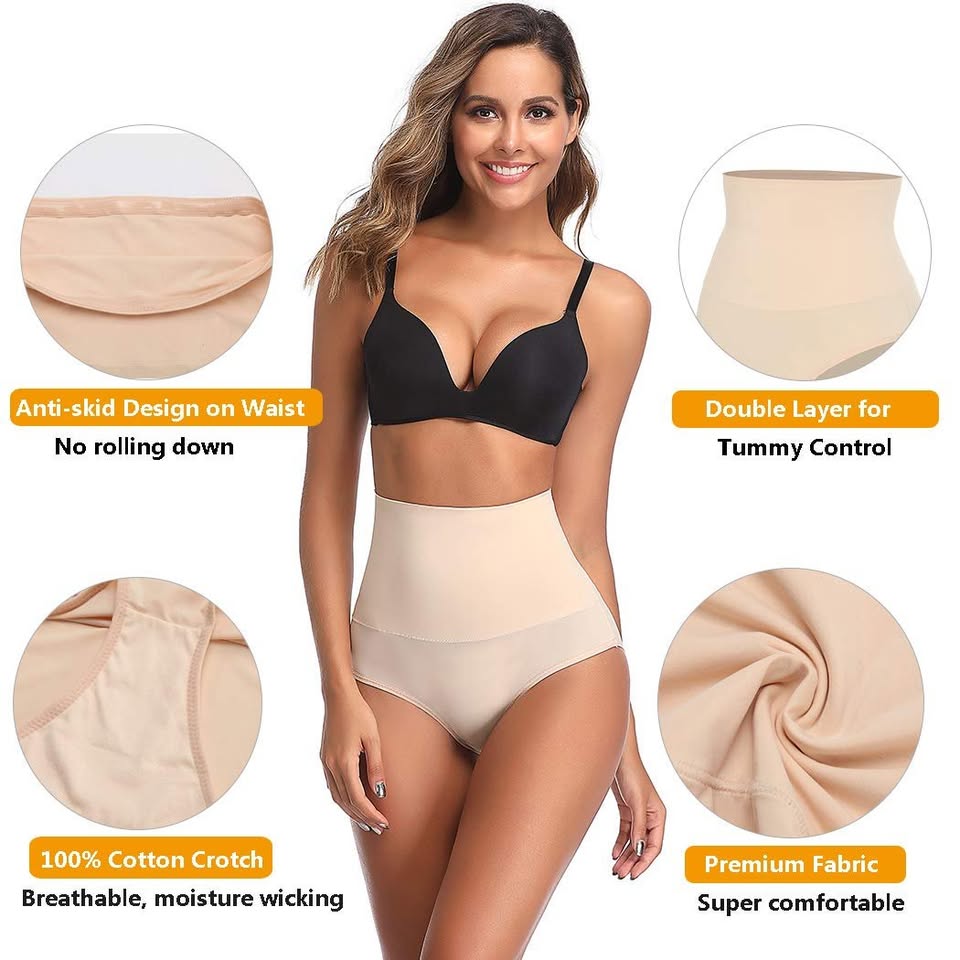 Anti-skid Design on Waist
No rolling down
Double Layer for
Tummy Control
100% Cotton Crotch
Breathable, moisture wicking
Premium Fabric
Super comfortable